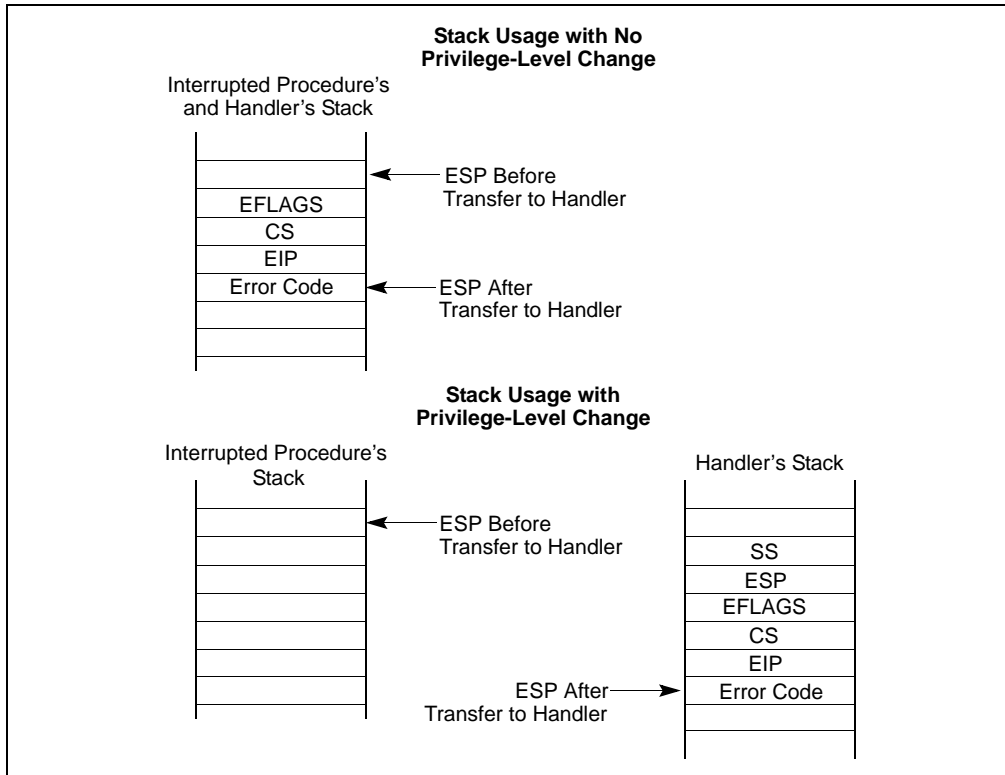 Stack Usage with No
Privilege-Level Change
Interrupted Procedure's
and Handler's Stack
ESP Before
Transfer to Handler
EFLAGS
CS
EIP
Error Code
ESP After
Transfer to Handler
Stack Usage with
Privilege-Level Change
Interrupted Procedure's
Stack
Handler's Stack
ESP Before
Transfer to Handler
SS
ESP
EFLAGS
CS
EIP
Error Code
ESP After
Transfer to Handler